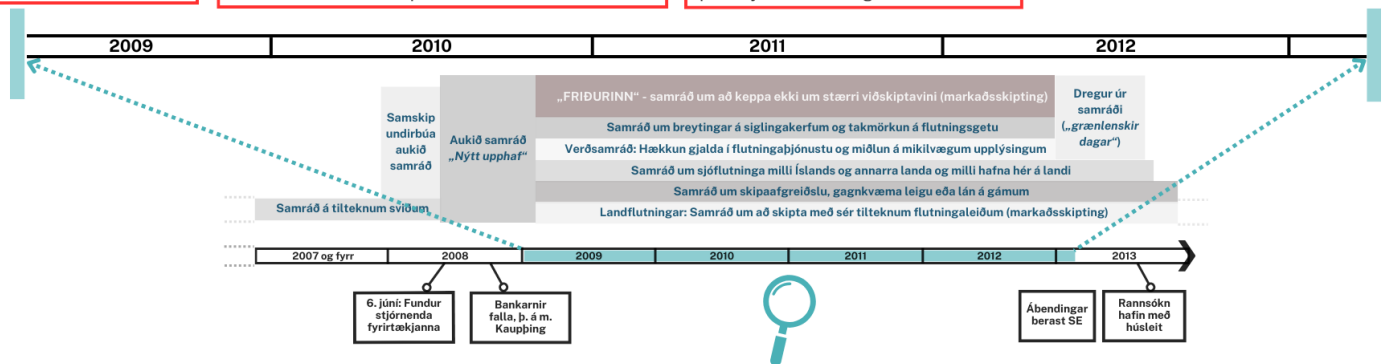 2009
2010
2011
2012
„FRIÐURINN“ - samráð um að keppa ekki um stærri viðskiptavini (markaðsskipting)
Dregur úr
samráði
(„grænlenskir
dagar“)
Samskip
undirbúa
aukið
samráð
Aukið samráð
„Nýtt upphaf“
Samráð um breytingar á siglingakerfum og takmörkun á flutningsgetu
Verðsamráð: Hækkun gjalda í flutningaþjónustu og miðlun á mikilvægum upplýsingum
Samráð um sjóflutninga milli Íslands og annarra landa og milli hafna hér á landi
Samráð um skipaafgreiðslu, gagnkvæma leigu eða lán á gámum
Samráð á tilteknum sviðum
Landflutningar: Samráð um að skipta með sér tilteknum flutningaleiðum (markaðsskipting)
2007 og fyrr
2008
2009
2010
2011
2012
2013
6. júní: Fundur
stjórnenda
fyrirtækjanna
Bankarnir
falla, þ. á m.
Kaupþing
Ábendingar
berast SE
Rannsókn
hafin með
húsleit